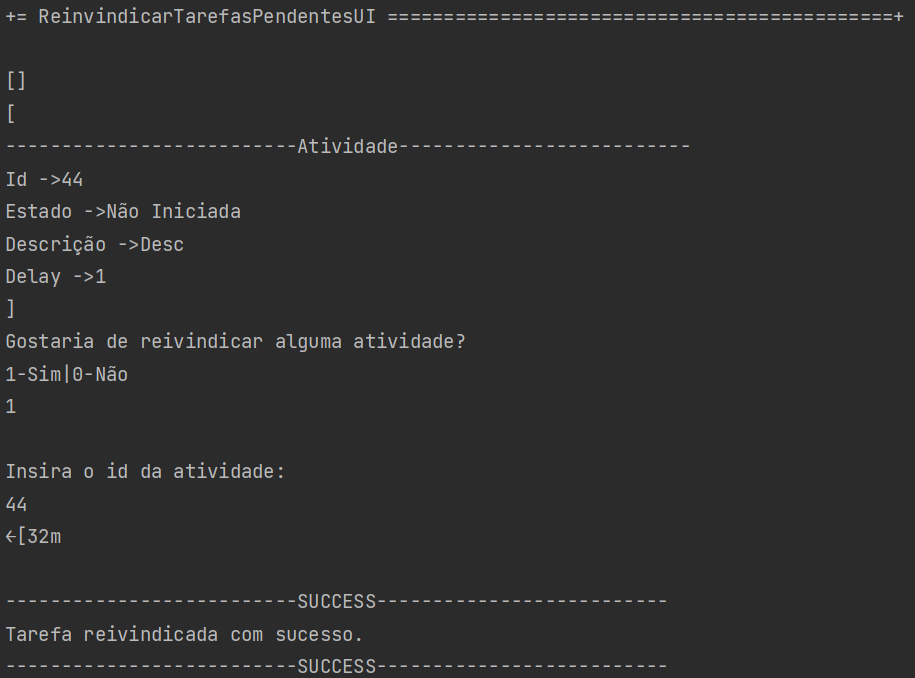 += ReinvindicarTarefasPendentesUI =============================================+
[]
[
--------------------------Atividade--------------------------
Id ->44
Estado ->Não Iniciada
Descrição ->Desc
Delay ->1
]
Gostaria de reivindicar alguma atividade?
1-Sim|0-Não
1
Insira o id da atividade:
44
←[32m
--------------------------SUCCESS--------------------------
Tarefa reivindicada com sucesso.
--------------------------SUCCESS--------------------------